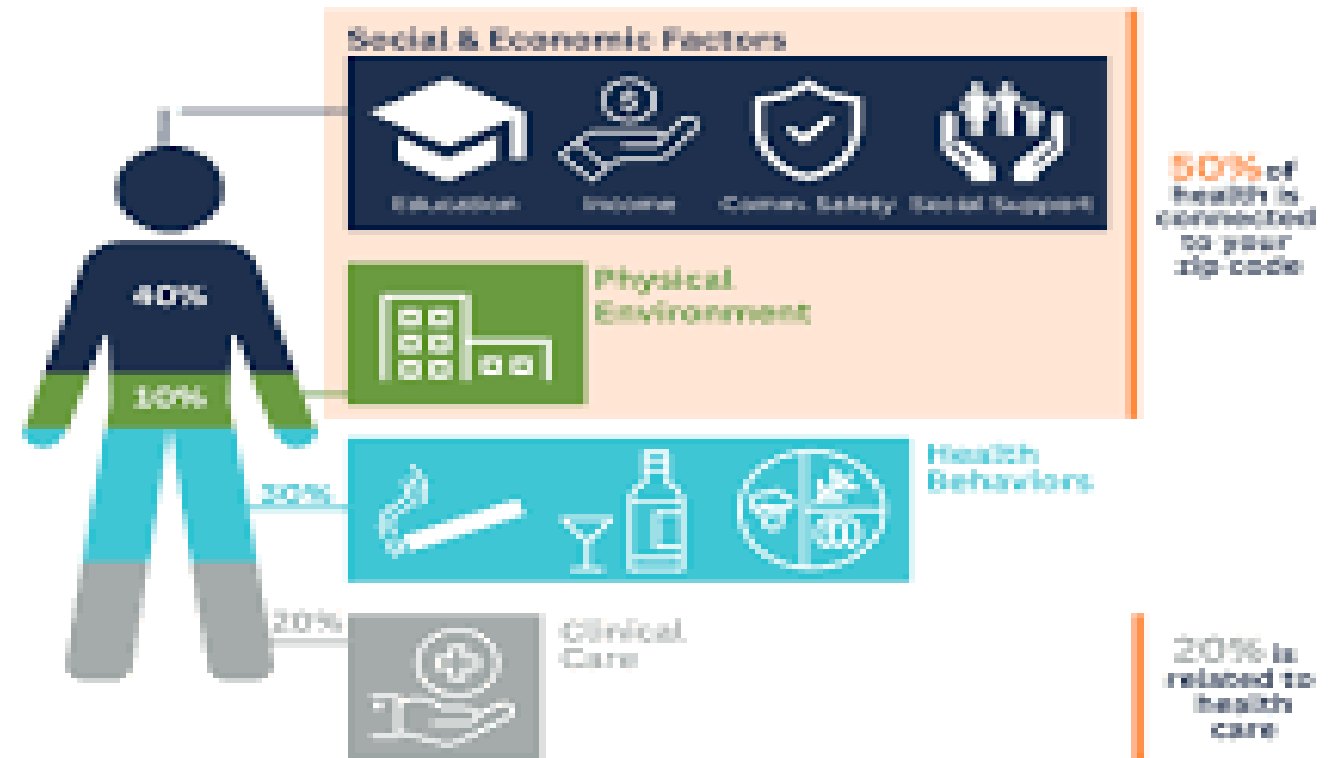 Social & Economic Factors
Education
Income
Comm. Safety
Social Support
50% of
health is
connected
to your
zip code
40%
Physical
Environment
10%
Health
Behaviors
30%
20%
Clinical
Care
20% is
related to
health
care